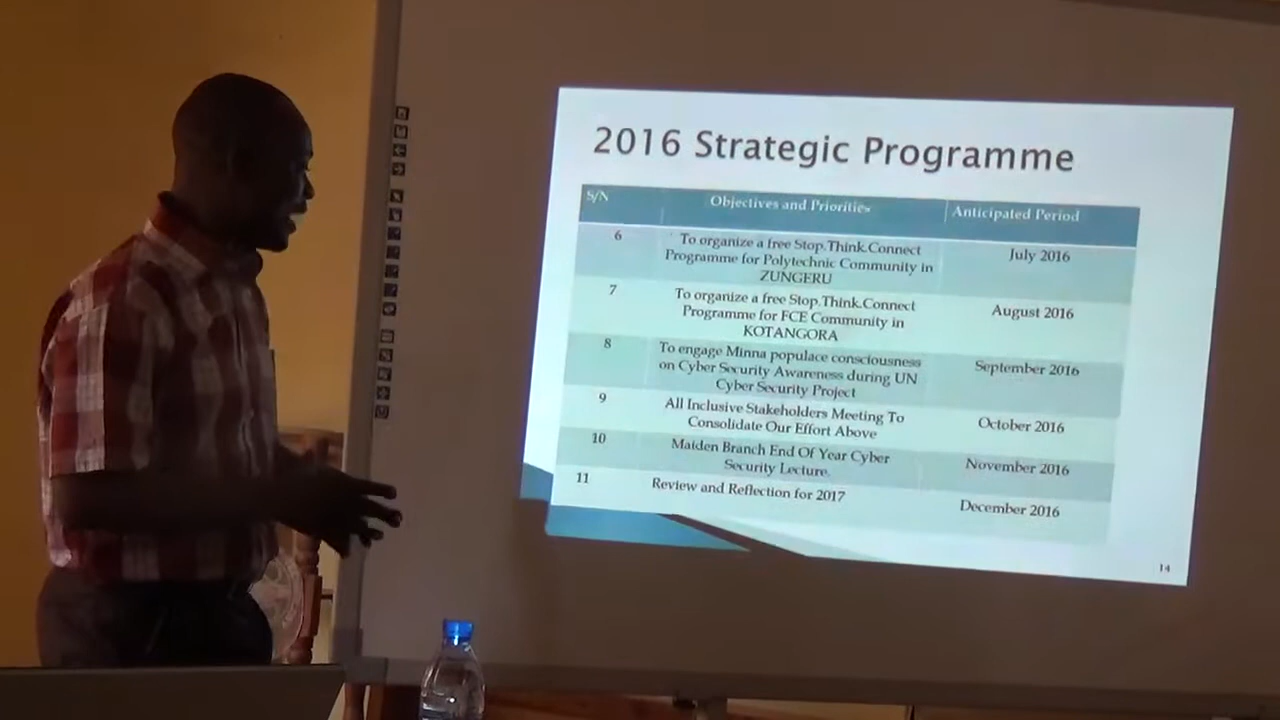 2016 Strategic Programme
S/N Objectives and Priorities Anticipated Period
6 To organize a free Stop.Think.Connect July 2016
Programme for Polytechnic Community in
ZUNGERU
7 To organize a free Stop.Think.Connect August 2016
Programme for FCE Community in
KOTANGORA
8 To engage Minna populace consciousness September 2016
on Cyber Security Awareness during UN
Cyber Security Project
9 All Inclusive Stakeholders Meeting To October 2016
Consolidate Our Effort Above
10 Maiden Branch End Of Year Cyber November 2016
Security Lecture.
11 Review and Reflection for 2017 December 2016
14